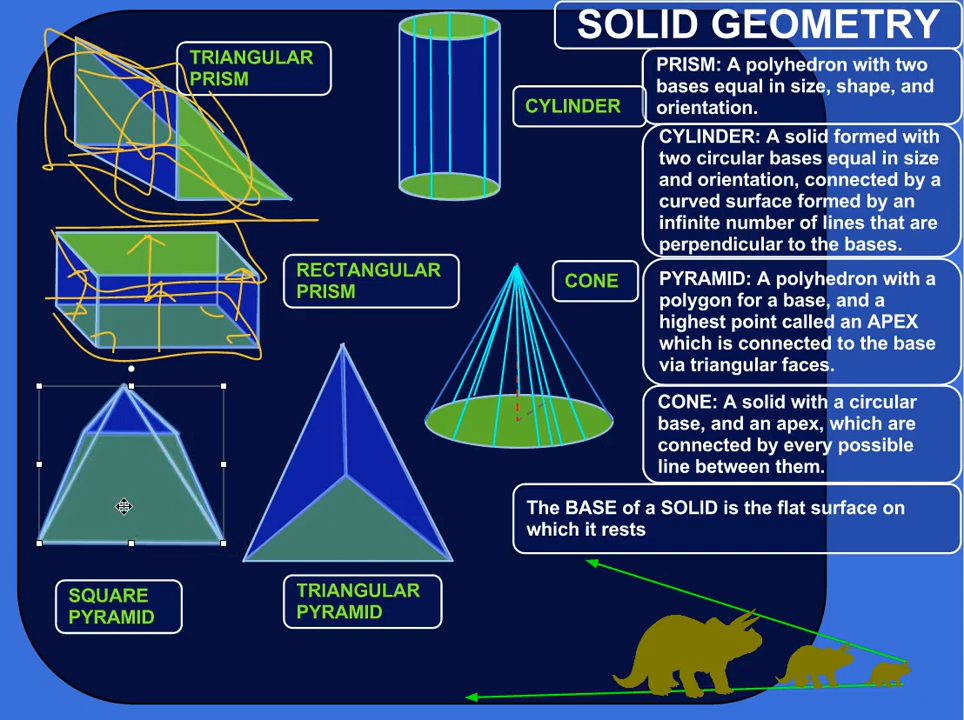 SOLID GEOMETRY
TRIANGULAR
PRISM
CYLINDER
PRISM: A polyhedron with two
bases equal in size, shape, and
orientation.
CYLINDER: A solid formed with
two circular bases equal in size
and orientation, connected by a
curved surface formed by an
infinite number of lines that are
perpendicular to the bases.
RECTANGULAR
PRISM
CONE
PYRAMID: A polyhedron with a
polygon for a base, and a
highest point called an APEX
which is connected to the base
via triangular faces.
CONE: A solid with a circular
base, and an apex, which are
connected by every possible
line between them.
The BASE of a SOLID is the flat surface on
which it rests
SQUARE
PYRAMID
TRIANGULAR
PYRAMID